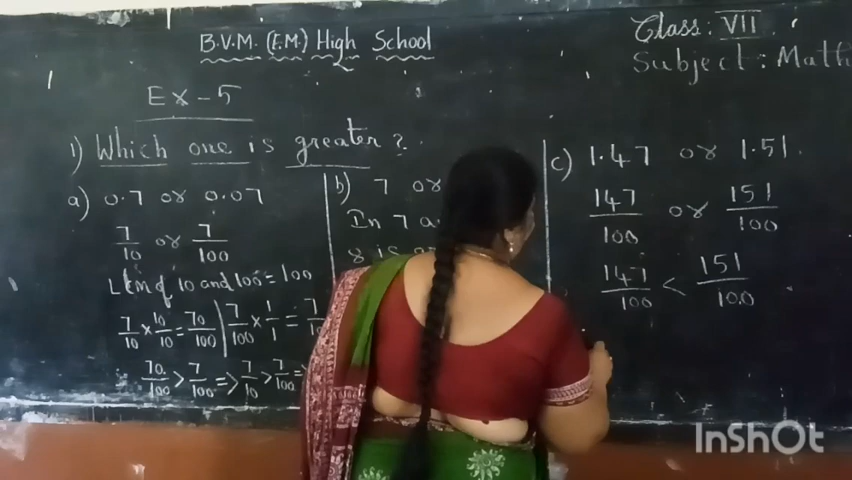 B.V.M. (E.M.) High School
Class: VII
Subject: Math
Ex-5
1) Which one is greater?
a) 0.7 or 0.07
7/10 or 7/100
LCM of 10 and 100 = 100
7/10 × 10/10 = 70/100 | 7/100 × 1/1 = 7/
70/100 > 7/100 => 7/10 > 7/100 =
b) 7 or
In 7
8 is
c) 1.47 or 1.51.
147/100 or 151/100
147/100 < 151/100
InShOt